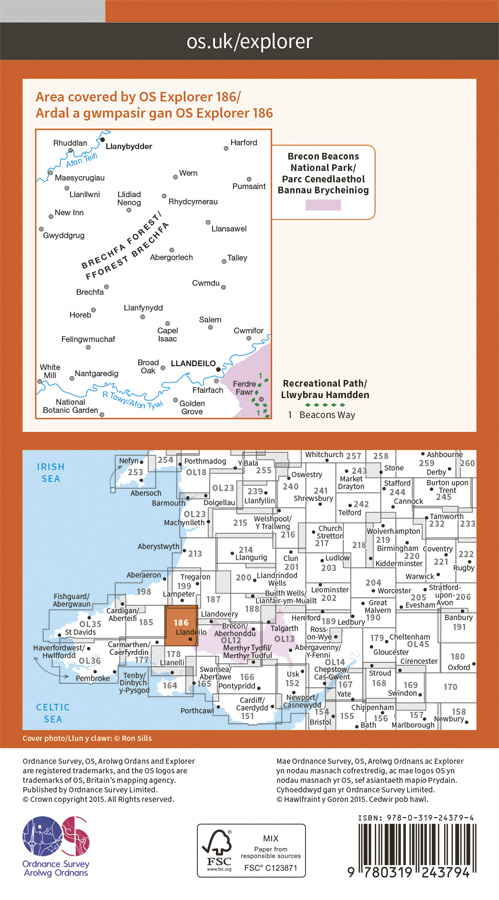 os.uk/explorer
Area covered by OS Explorer 186/
Ardal a gwmpasir gan OS Explorer 186
Rhuddlan
Afon Teifi
Llanybydder
Harford
Maesycrugiau
Wern
Pumsaint
Llanllwni
Llidiad
Nenog
Rhydcymerau
New Inn
Gwyddgrug
Llansawel
BRECHFA FOREST/
FFOREST BRECHFA
Abergorlech
Talley
Brechfa
Cwmdu
Horeb
Llanfynydd
Capel
Isaac
Salem
Felingwmuchaf
Cwmifor
White
Mill
Nantgaredig
Broad
Oak
LLANDEILO
Ffairfach
Ferdre
Fawr
R Towy/Afon Tywi
National
Botanic Garden
Golden
Grove
1
1
Brecon Beacons
National Park/
Parc Cenedlaethol
Bannau Brycheiniog
Recreational Path/
Llwybrau Hamdden
1 Beacons Way
IRISH
SEA
Nefyn
253
254
Porthmadog
OL18
Y Bala
255
Whitchurch
257
258
Stone
Ashbourne
259
260
Derby
Abersoch
Barmouth
OL23
Dolgellau
239
Llanfyllin
Oswestry
240
241
Shrewsbury
243
Market
Drayton
Stafford
244
Burton upon
Trent
245
Cannock
OL23
Machynlleth
215
Welshpool/
Y Trallwng
216
242
Telford
Wolverhampton
219
Tamworth
232
233
Aberystwyth
213
214
Llangurig
Clun
201
Church
Stretton
217
218
Ludlow
203
Birmingham
220
Kidderminster
Coventry
221
222
Rugby
Aberaeron
198
Tregaron
199
Lampeter
187
200
Llandrindod
Wells
Builth Wells/
Llanfair-ym-Muallt
188
Leominster
202
204
Worcester
Warwick
205
Stratford-
upon-
Avon
206
Evesham
Fishguard/
Abergwaun
OL35
St Davids
Cardigan/
Aberteifi
185
186
Llandeilo
Llandovery
Brecon/
Aberhonddu
OL12
Merthyr Tydfil/
Merthyr Tudful
Talgarth
OL13
Hereford
189
Ledbury
Great
Malvern
190
Banbury
191
Haverfordwest/
Hwlffordd
OL36
Pembroke
Carmarthen/
Caerfyrddin
177
178
Llanelli
Ross-
on-Wye
Abergavenny/
Y-Fenni
OL14
179
Gloucester
Cheltenham
OL45
Cirencester
180
Oxford
Tenby/
Dinbych-
y-Pysgod
164
165
Swansea/
Abertawe
166
Pontypridd
Usk
152
Chepstow/
Cas-Gwent
167
Yate
Stroud
168
169
Swindon
170
CELTIC
SEA
Porthcawl
Cardiff/
Caerdydd
151
Newport/
Casnewydd
154
Bristol
155
Bath
Chippenham
156
157
Marlborough
158
Newbury
Cover photo/Llun y clawr: © Ron Sills
Ordnance Survey, OS, Arolwg Ordans and Explorer
are registered trademarks, and the OS logos are
trademarks of OS, Britain's mapping agency.
Published by Ordnance Survey Limited.
© Crown copyright 2015. All Rights reserved.
Mae Ordnance Survey, OS, Arolwg Ordnans ac Explorer
yn nodau masnach cofrestredig, ac mae logos OS yn
nodau masnach yr OS, sef asiantaeth mapio Prydain.
Cyhoeddwyd gan yr Ordnance Survey Limited.
© Hawlfraint y Goron 2015. Cedwir pob hawl.
OS
Ordnance Survey
Arolwg Ordnans
FSC
www.fsc.org
MIX
Paper from
responsible sources
FSC® C123871
ISBN: 978-0-319-24379-4
9 780319 243794